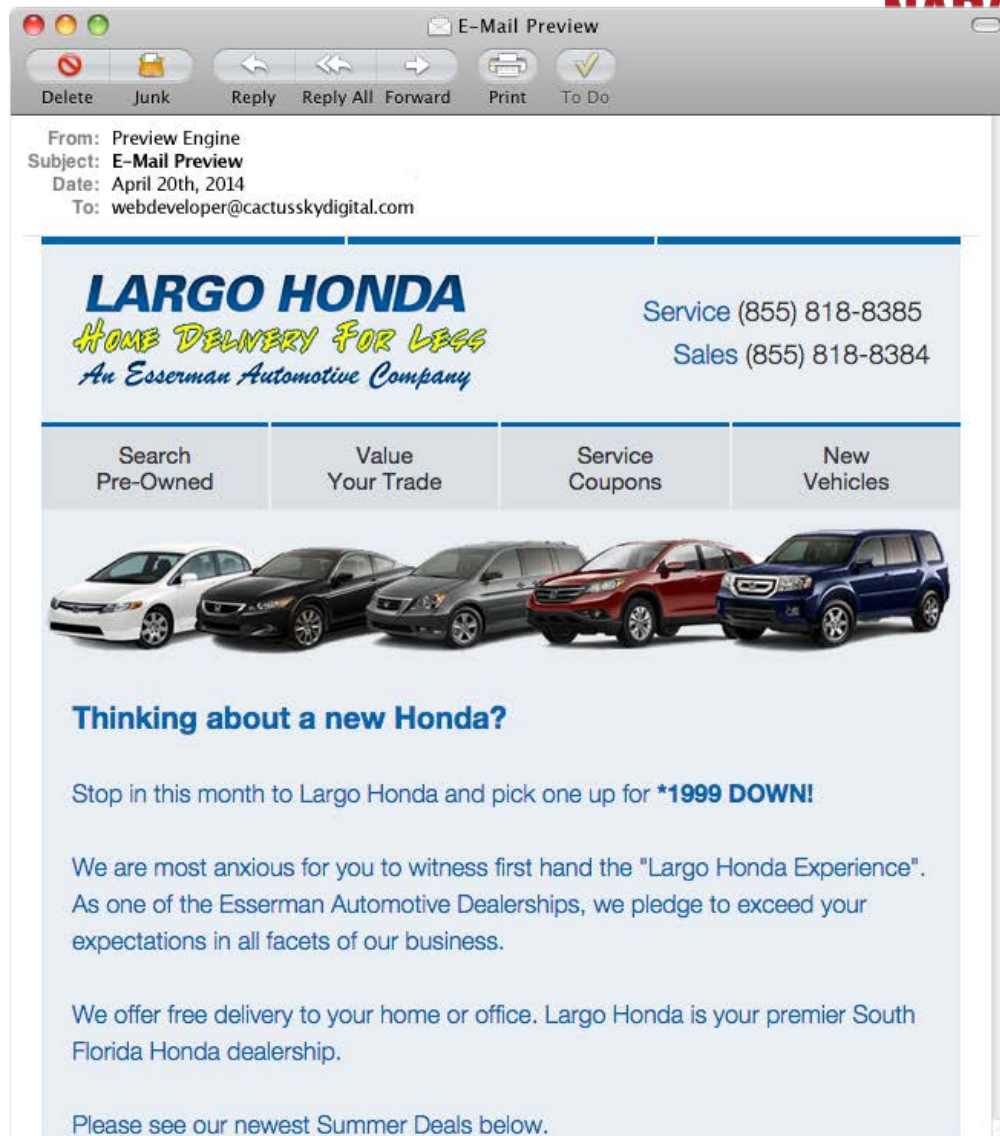 E-Mail Preview
Delete Junk Reply Reply All Forward Print To Do
From: Preview Engine
Subject: E-Mail Preview
Date: April 20th, 2014
To: webdeveloper@cactusskydigital.com
LARGO HONDA
HOME DELIVERY FOR LESS
An Esserman Automotive Company
Service (855) 818-8385
Sales (855) 818-8384
Search
Pre-Owned
Value
Your Trade
Service
Coupons
New
Vehicles
Thinking about a new Honda?
Stop in this month to Largo Honda and pick one up for *1999 DOWN!
We are most anxious for you to witness first hand the "Largo Honda Experience".
As one of the Esserman Automotive Dealerships, we pledge to exceed your
expectations in all facets of our business.
We offer free delivery to your home or office. Largo Honda is your premier South
Florida Honda dealership.
Please see our newest Summer Deals below.